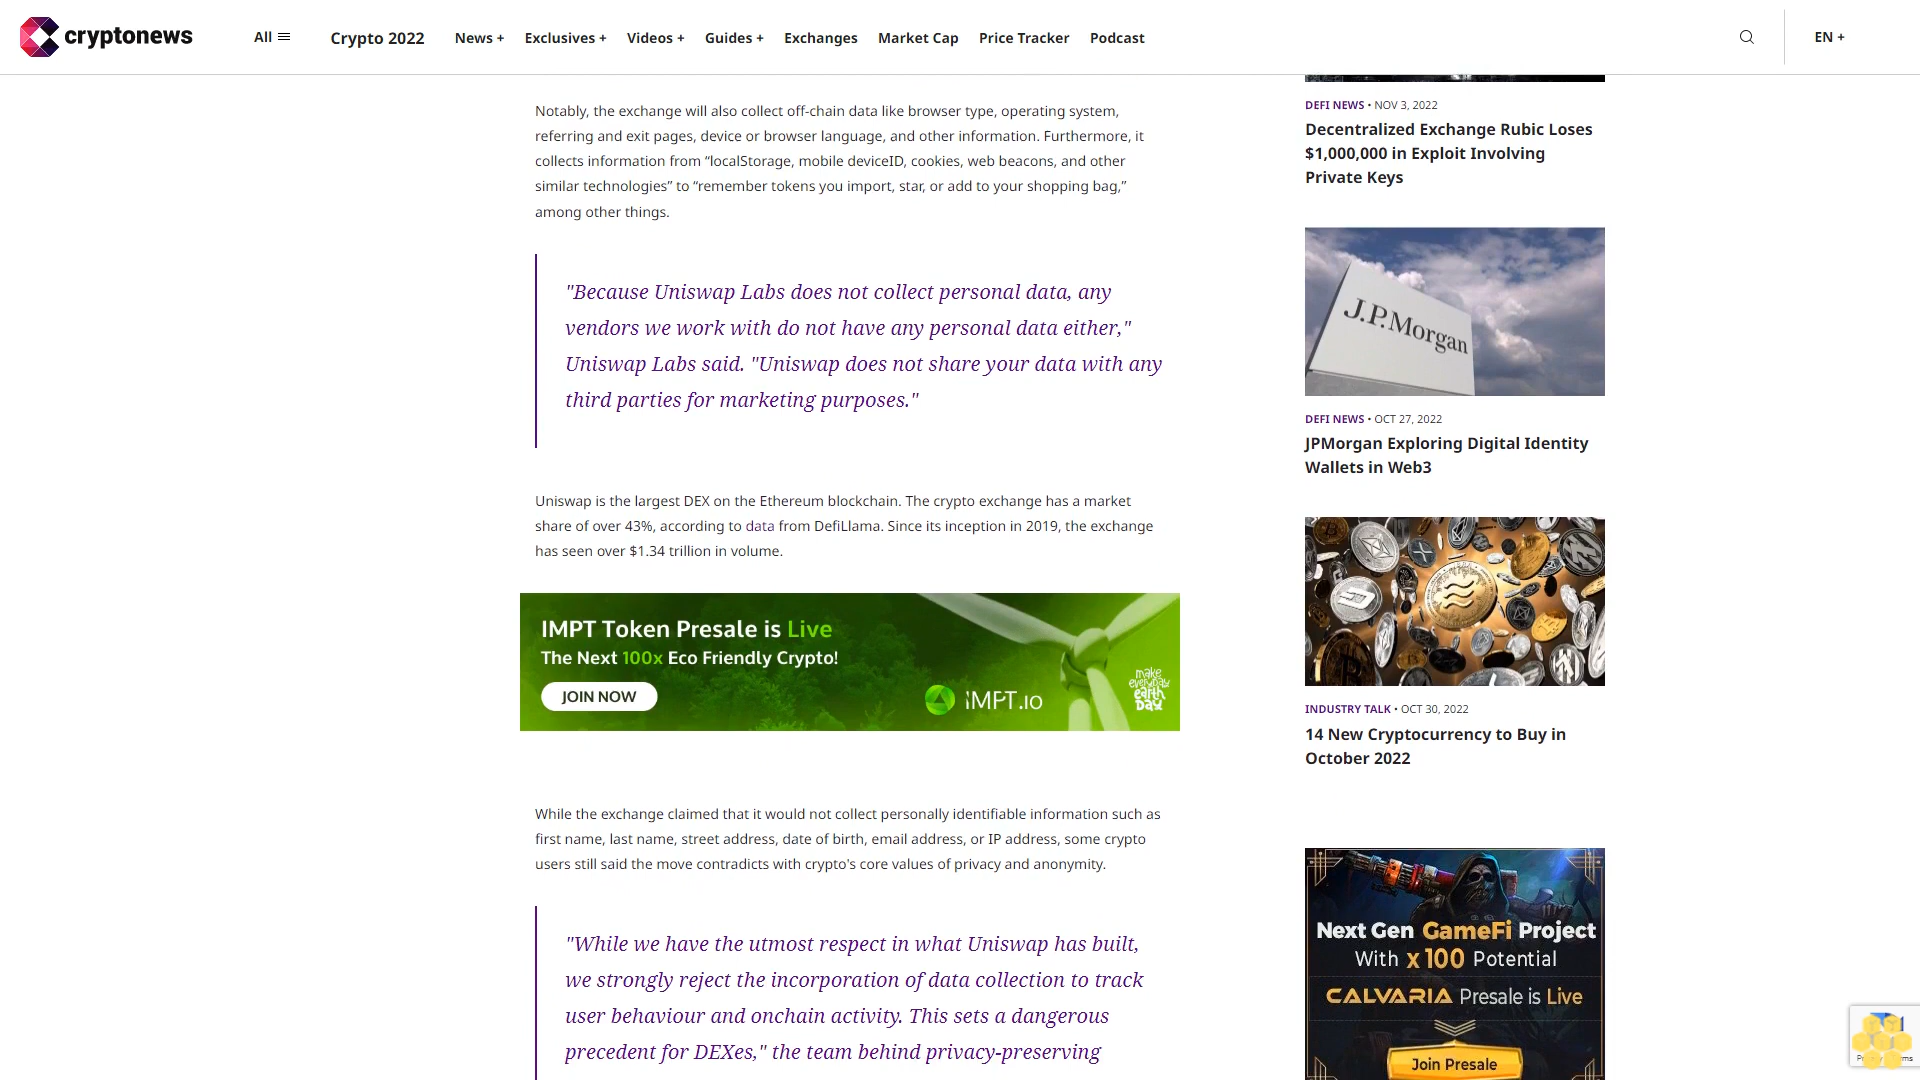 cryptonews
All
Crypto 2022
News +
Exclusives +
Videos +
Guides +
Exchanges
Market Cap
Price Tracker
Podcast
EN +
Notably, the exchange will also collect off-chain data like browser type, operating system,
referring and exit pages, device or browser language, and other information. Furthermore, it
collects information from “localStorage, mobile deviceID, cookies, web beacons, and other
similar technologies” to “remember tokens you import, star, or add to your shopping bag,”
among other things.
"Because Uniswap Labs does not collect personal data, any
vendors we work with do not have any personal data either,"
Uniswap Labs said. "Uniswap does not share your data with any
third parties for marketing purposes."
Uniswap is the largest DEX on the Ethereum blockchain. The crypto exchange has a market
share of over 43%, according to data from DefiLlama. Since its inception in 2019, the exchange
has seen over $1.34 trillion in volume.
IMPT Token Presale is Live
The Next 100x Eco Friendly Crypto!
JOIN NOW
IMPT.IO
make
everyday
earth
day
While the exchange claimed that it would not collect personally identifiable information such as
first name, last name, street address, date of birth, email address, or IP address, some crypto
users still said the move contradicts with crypto's core values of privacy and anonymity.
"While we have the utmost respect in what Uniswap has built,
we strongly reject the incorporation of data collection to track
user behaviour and onchain activity. This sets a dangerous
precedent for DEXes," the team behind privacy-preserving
DEFI NEWS • NOV 3, 2022
Decentralized Exchange Rubic Loses
$1,000,000 in Exploit Involving
Private Keys
J.P.Morgan
DEFI NEWS • OCT 27, 2022
JPMorgan Exploring Digital Identity
Wallets in Web3
INDUSTRY TALK • OCT 30, 2022
14 New Cryptocurrency to Buy in
October 2022
Next Gen GameFi Project
With x 100 Potential
CALVARIA Presale is Live
Join Presale